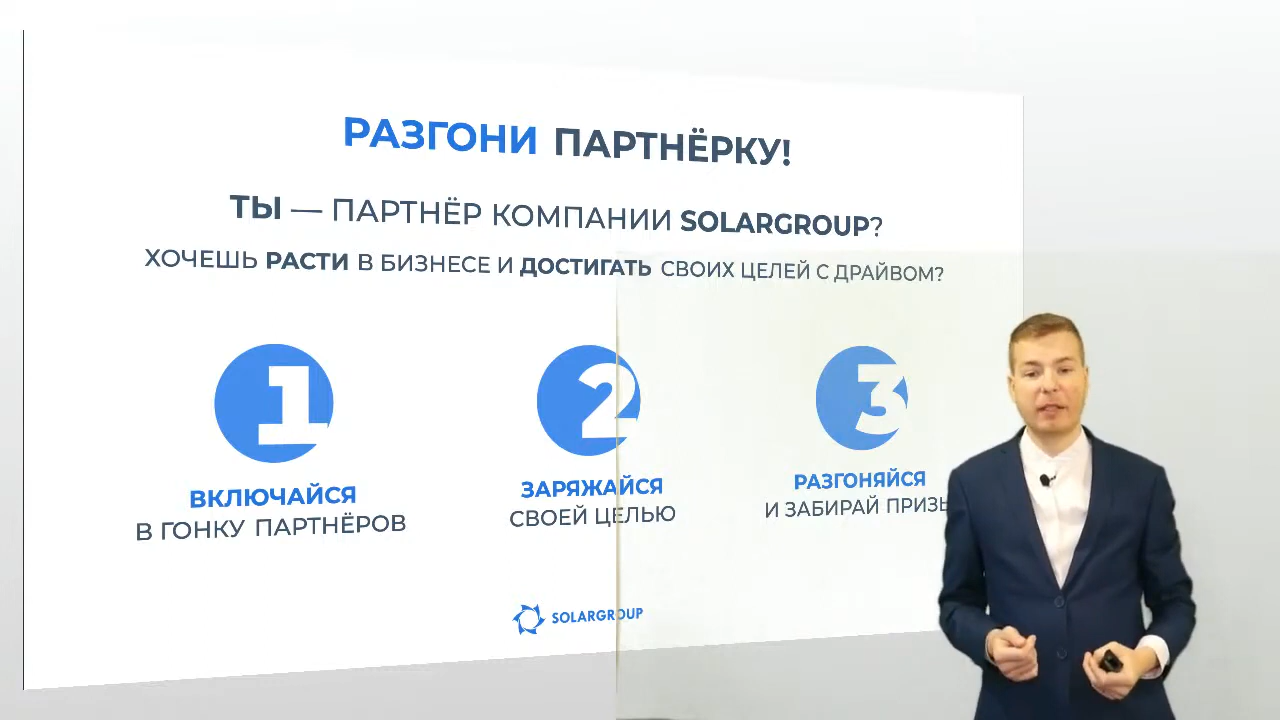 РАЗГОНИ ПАРТНЁРКУ!
ТЫ — ПАРТНЁР КОМПАНИИ SOLARGROUP?
ХОЧЕШЬ РАСТИ В БИЗНЕСЕ И ДОСТИГАТЬ СВОИХ ЦЕЛЕЙ С ДРАЙВОМ?
1
2
3
ВКЛЮЧАЙСЯ
В ГОНКУ ПАРТНЁРОВ
ЗАРЯЖАЙСЯ
СВОЕЙ ЦЕЛЬЮ
РАЗГОНЯЙСЯ
И ЗАБИРАЙ
SOLARGROUP